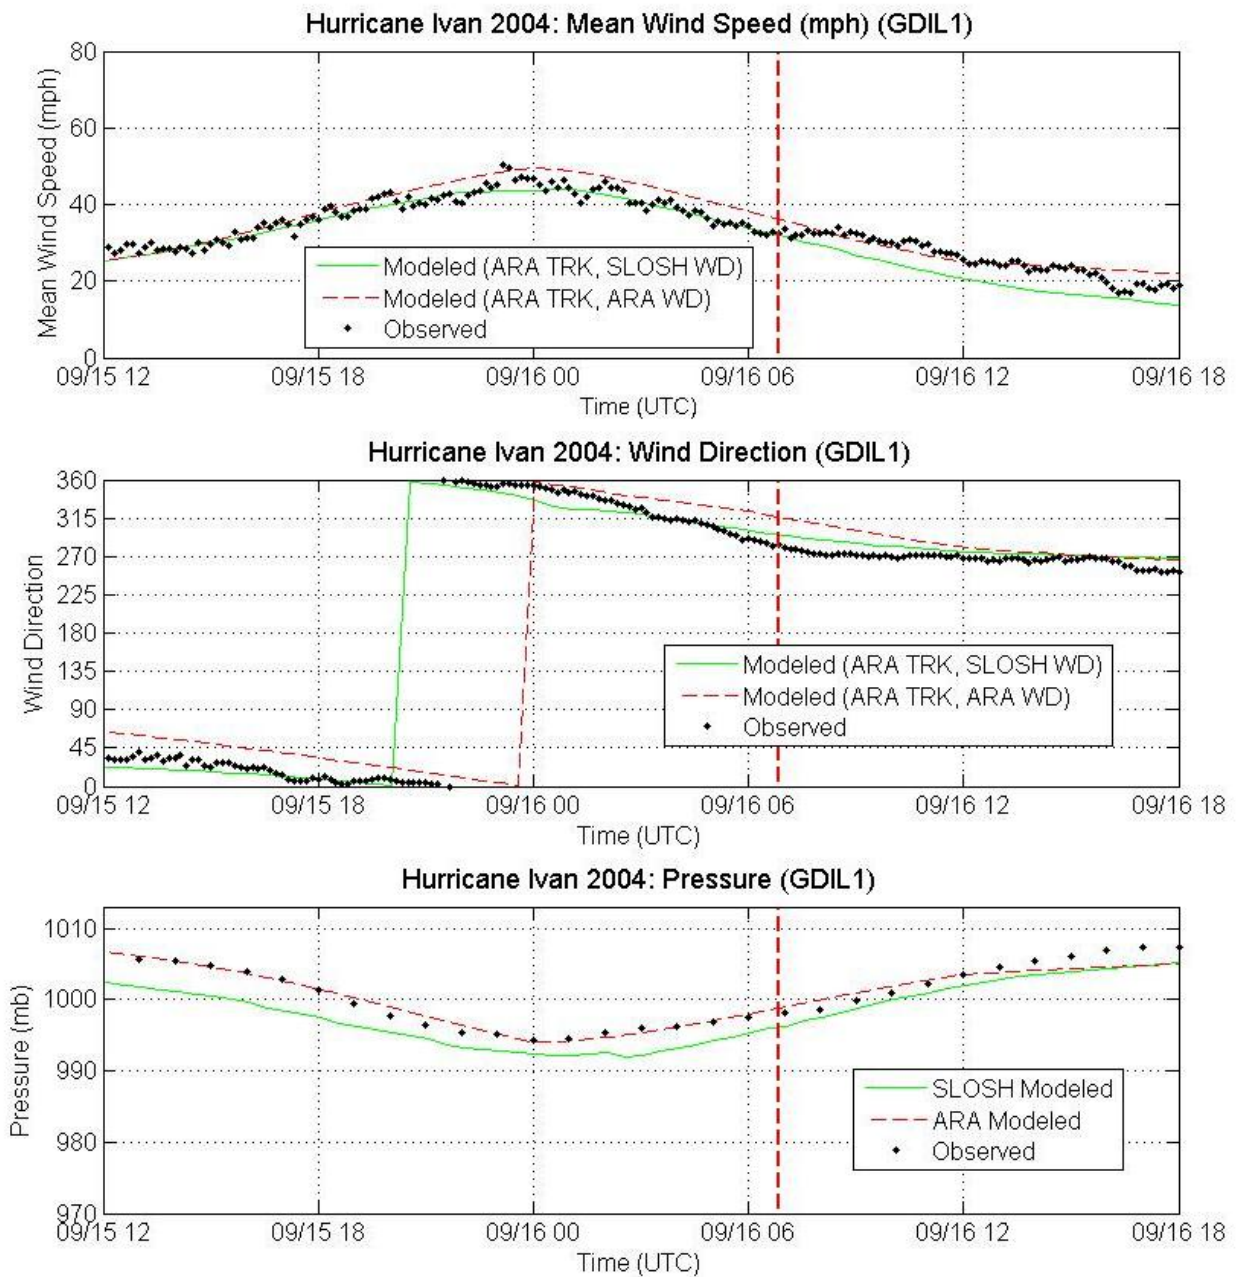 Hurricane Ivan 2004: Mean Wind Speed (mph) (GDIL1)
80
60
40
20
0
Mean Wind Speed (mph)
Modeled (ARA TRK, SLOSH WD)
Modeled (ARA TRK, ARA WD)
Observed
09/15 12 09/15 18 09/16 00 09/16 06 09/16 12 09/16 18
Time (UTC)
Hurricane Ivan 2004: Wind Direction (GDIL1)
360
315
270
225
180
135
90
45
0
Wind Direction
Modeled (ARA TRK, SLOSH WD)
Modeled (ARA TRK, ARA WD)
Observed
09/15 12 09/15 18 09/16 00 09/16 06 09/16 12 09/16 18
Time (UTC)
Hurricane Ivan 2004: Pressure (GDIL1)
1010
1000
990
980
970
Pressure (mb)
SLOSH Modeled
ARA Modeled
Observed
09/15 12 09/15 18 09/16 00 09/16 06 09/16 12 09/16 18
Time (UTC)